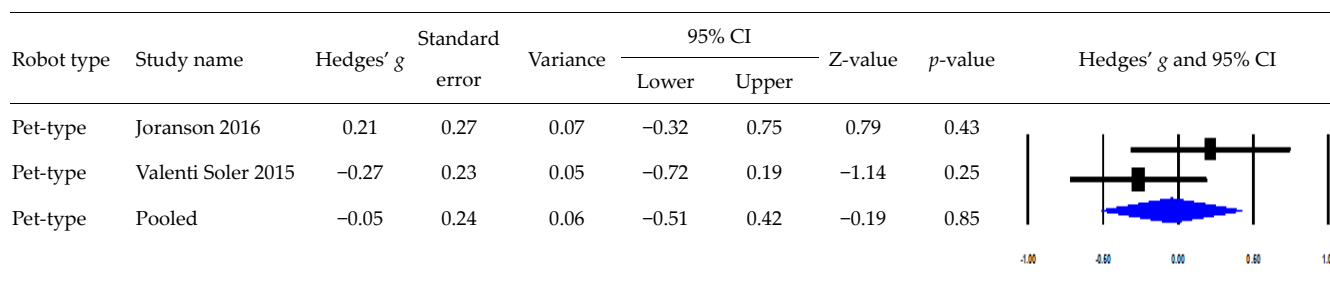 Robot type Study name Hedges’ g Standard error Variance 95% CI Lower Upper Z-value p-value Hedges’ g and 95% CI
Pet-type Joranson 2016 0.21 0.27 0.07 −0.32 0.75 0.79 0.43
Pet-type Valenti Soler 2015 −0.27 0.23 0.05 −0.72 0.19 −1.14 0.25
Pet-type Pooled −0.05 0.24 0.06 −0.51 0.42 −0.19 0.85
-1.00 -0.50 0.00 0.50 1.0